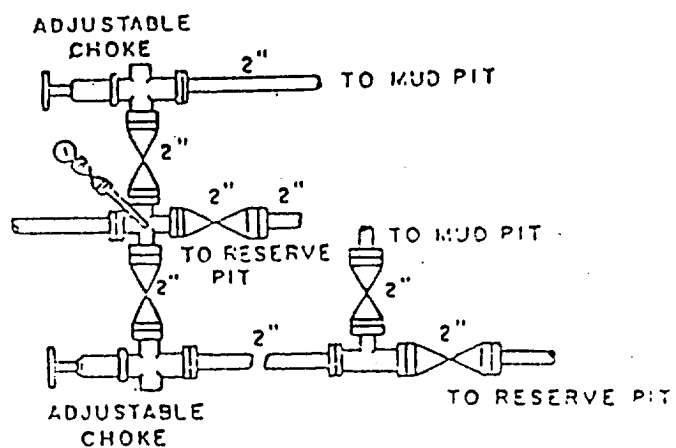 ADJUSTABLE
CHOKE
2"
TO MUD PIT
2"
2"
2"
TO RESERVE
PIT
TO MUD PIT
2"
2"
2"
2"
TO RESERVE PIT
ADJUSTABLE
CHOKE